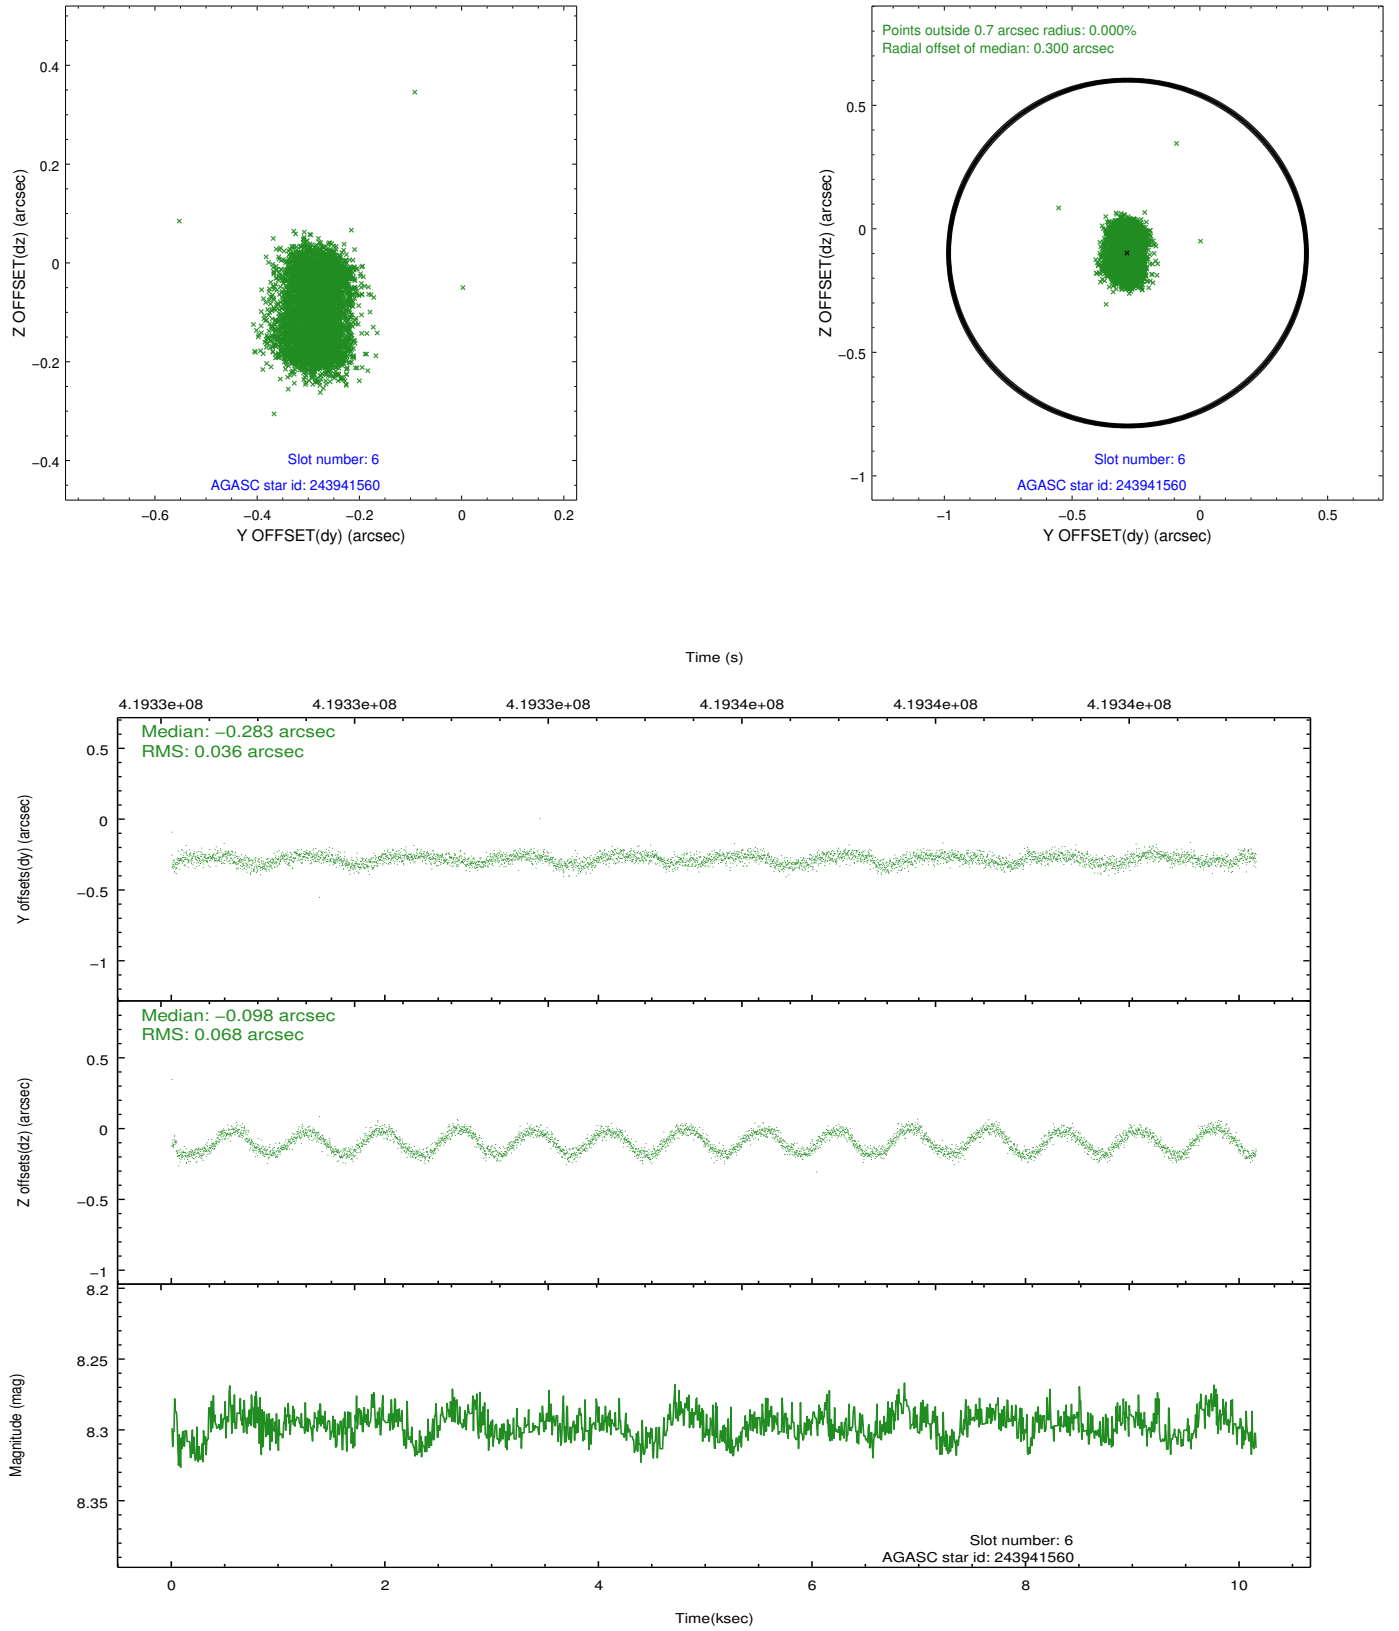 0.4
0.2
0
−0.2
−0.4
Z OFFSET(dz) (arcsec)
Slot number: 6
AGASC star id: 243941560
−0.6 −0.4 −0.2 0 0.2
Y OFFSET(dy) (arcsec)
Points outside 0.7 arcsec radius: 0.000%
Radial offset of median: 0.300 arcsec
0.5
0
−0.5
−1
Z OFFSET(dz) (arcsec)
Slot number: 6
AGASC star id: 243941560
−1 −0.5 0 0.5
Y OFFSET(dy) (arcsec)
Time (s)
4.1933e+08 4.1933e+08 4.1933e+08 4.1934e+08 4.1934e+08 4.1934e+08
Median: −0.283 arcsec
RMS: 0.036 arcsec
0.5
0
−0.5
−1
Y offsets(dy) (arcsec)
Median: −0.098 arcsec
RMS: 0.068 arcsec
0.5
0
−0.5
−1
Z offsets(dz) (arcsec)
8.2
8.25
8.3
8.35
Magnitude (mag)
Slot number: 6
AGASC star id: 243941560
0 2 4 6 8 10
Time(ksec)